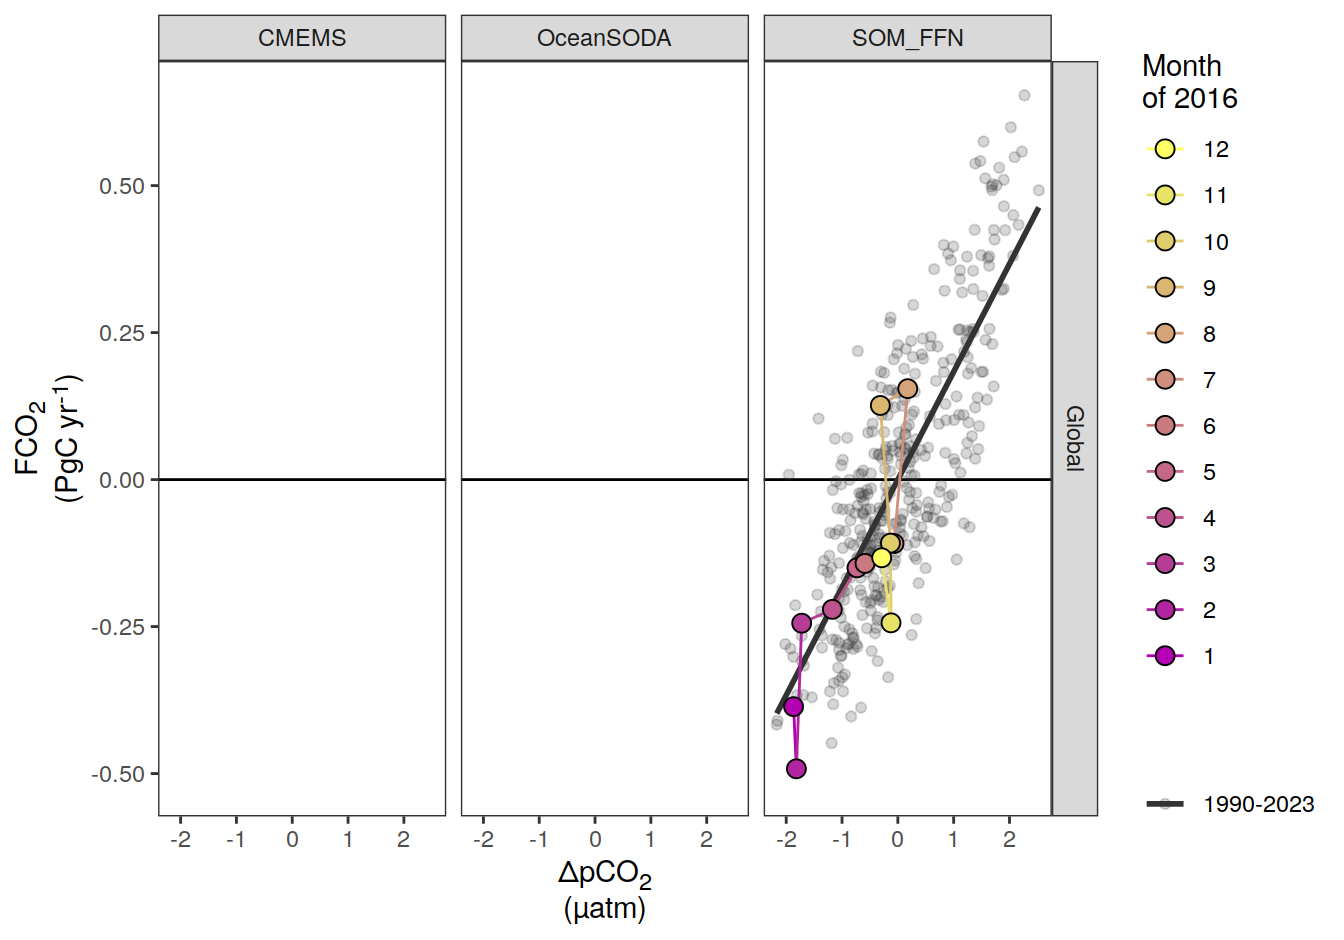 CMEMS
OceanSODA
SOM_FFN
Global
FCO2
(PgC yr-1)
0.50
0.25
0.00
-0.25
-0.50
-2 -1 0 1 2
-2 -1 0 1 2
-2 -1 0 1 2
ΔpCO2
(µatm)
Month
of 2016
12
11
10
9
8
7
6
5
4
3
2
1
1990-2023